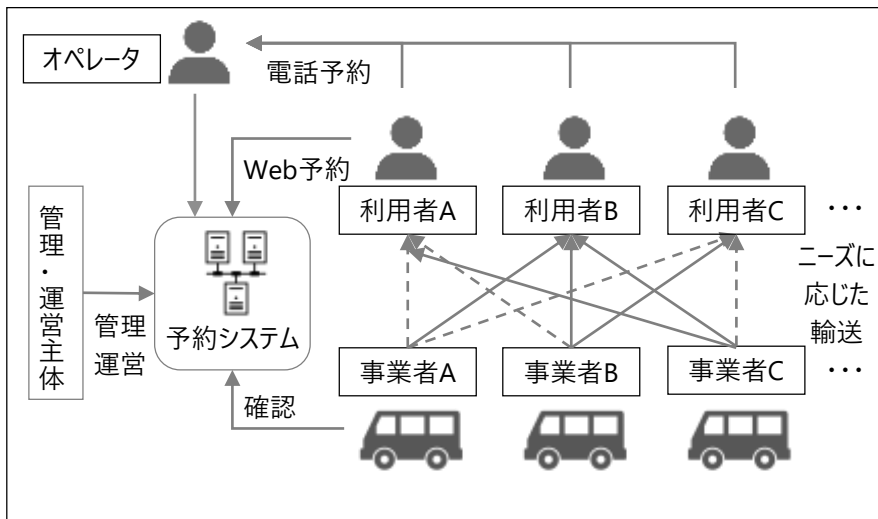 オペレータ
電話予約
Web予約
利用者A
利用者B
利用者C
・・・
管理・運営主体
管理
運営
予約システム
ニーズに
応じた
輸送
事業者A
事業者B
事業者C
・・・
確認